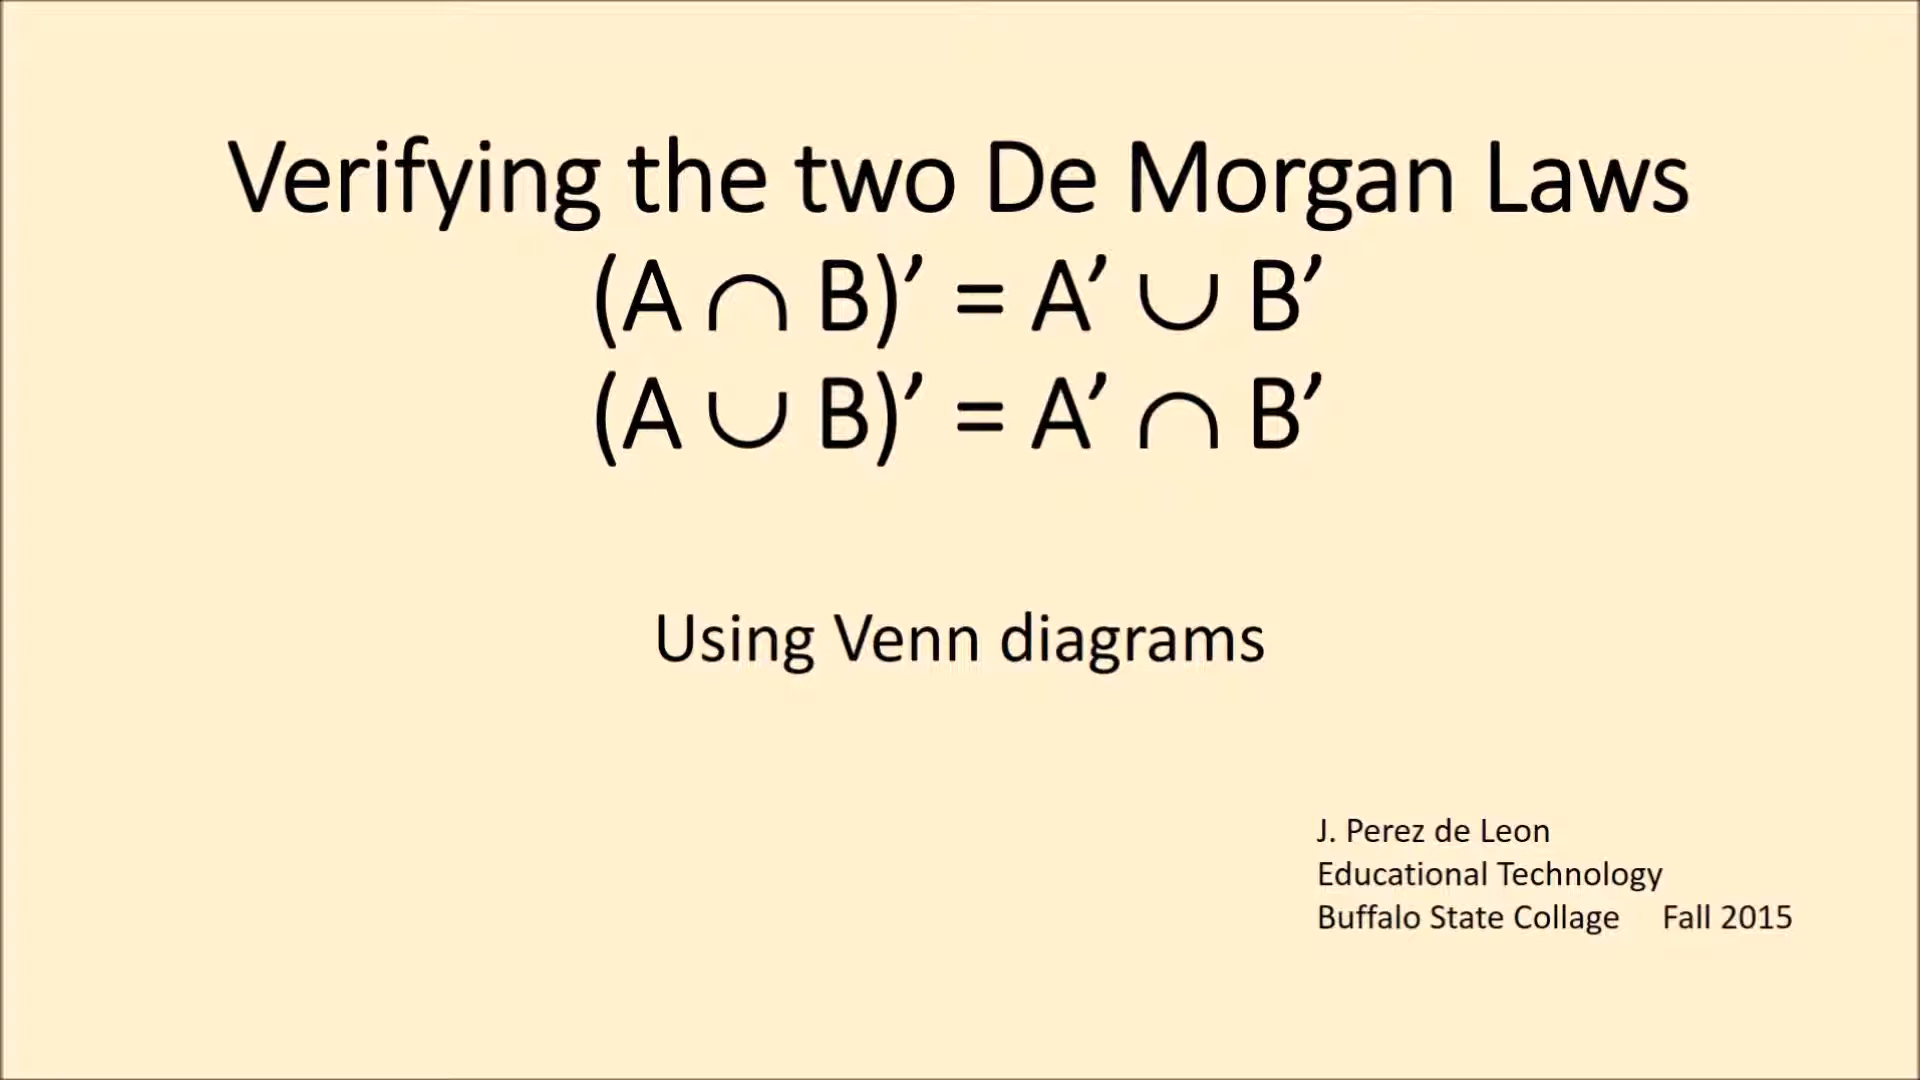 Verifying the two De Morgan Laws
(A ∩ B)’ = A’ ∪ B’
(A ∪ B)’ = A’ ∩ B’
Using Venn diagrams
J. Perez de Leon
Educational Technology
Buffalo State Collage Fall 2015